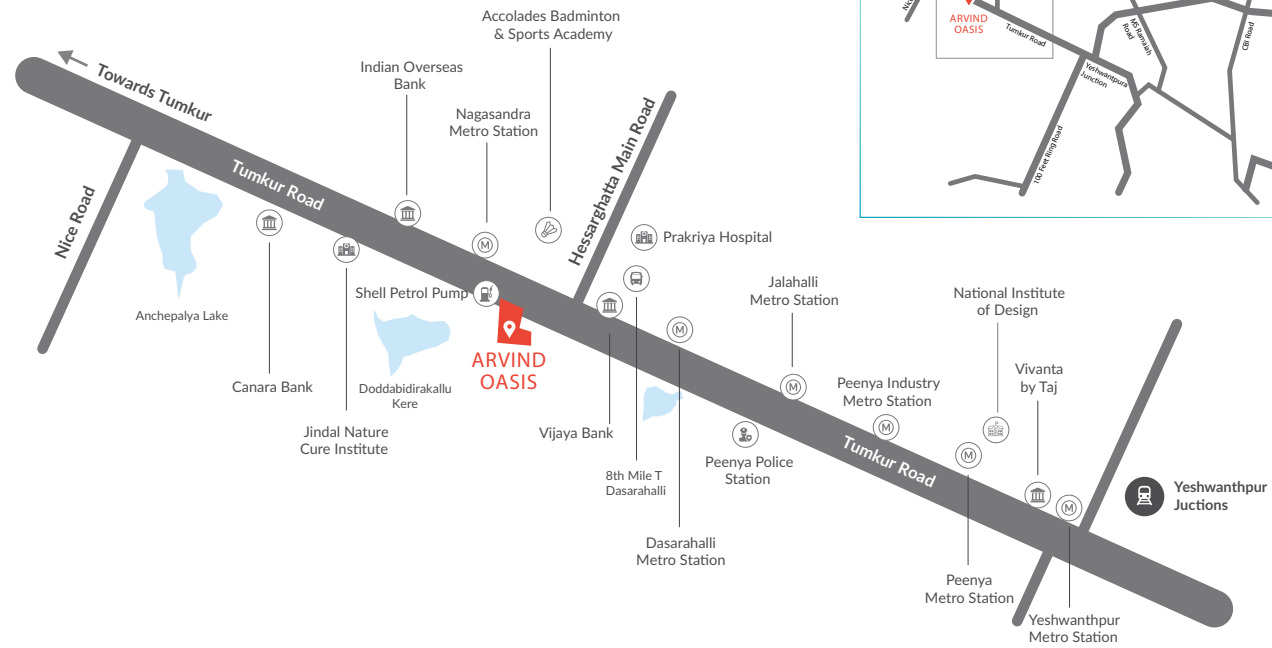 Accolades Badminton
& Sports Academy
Indian Overseas
Bank
Towards Tumkur
Nagasandra
Metro Station
Hessarghatta Main Road
Tumkur Road
Nice Road
Prakriya Hospital
Anchepalya Lake
Shell Petrol Pump
Jalahalli
Metro Station
National Institute
of Design
ARVIND
OASIS
Canara Bank
Doddabidirakallu
Kere
Jindal Nature
Cure Institute
Vijaya Bank
Peenya Industry
Metro Station
Vivanta
by Taj
8th Mile T
Dasarahalli
Peenya Police
Station
Tumkur Road
Dasarahalli
Metro Station
Yeshwanthpur
Juctions
Peenya
Metro Station
Yeshwanthpur
Metro Station
M
M
M
M
M
M
ARVIND
OASIS
Tumkur Road
MS Ramaiah
Road
CBI Road
Yeshwantpura
Junction
100 Feet Ring Road